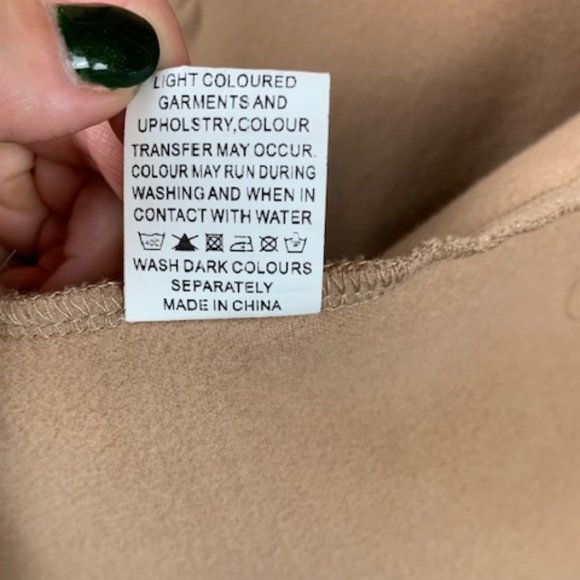 LIGHT COLOURED
GARMENTS AND
UPHOLSTRY,COLOUR
TRANSFER MAY OCCUR.
COLOUR MAY RUN DURING
WASHING AND WHEN IN
CONTACT WITH WATER
40C
WASH DARK COLOURS
SEPARATELY
MADE IN CHINA